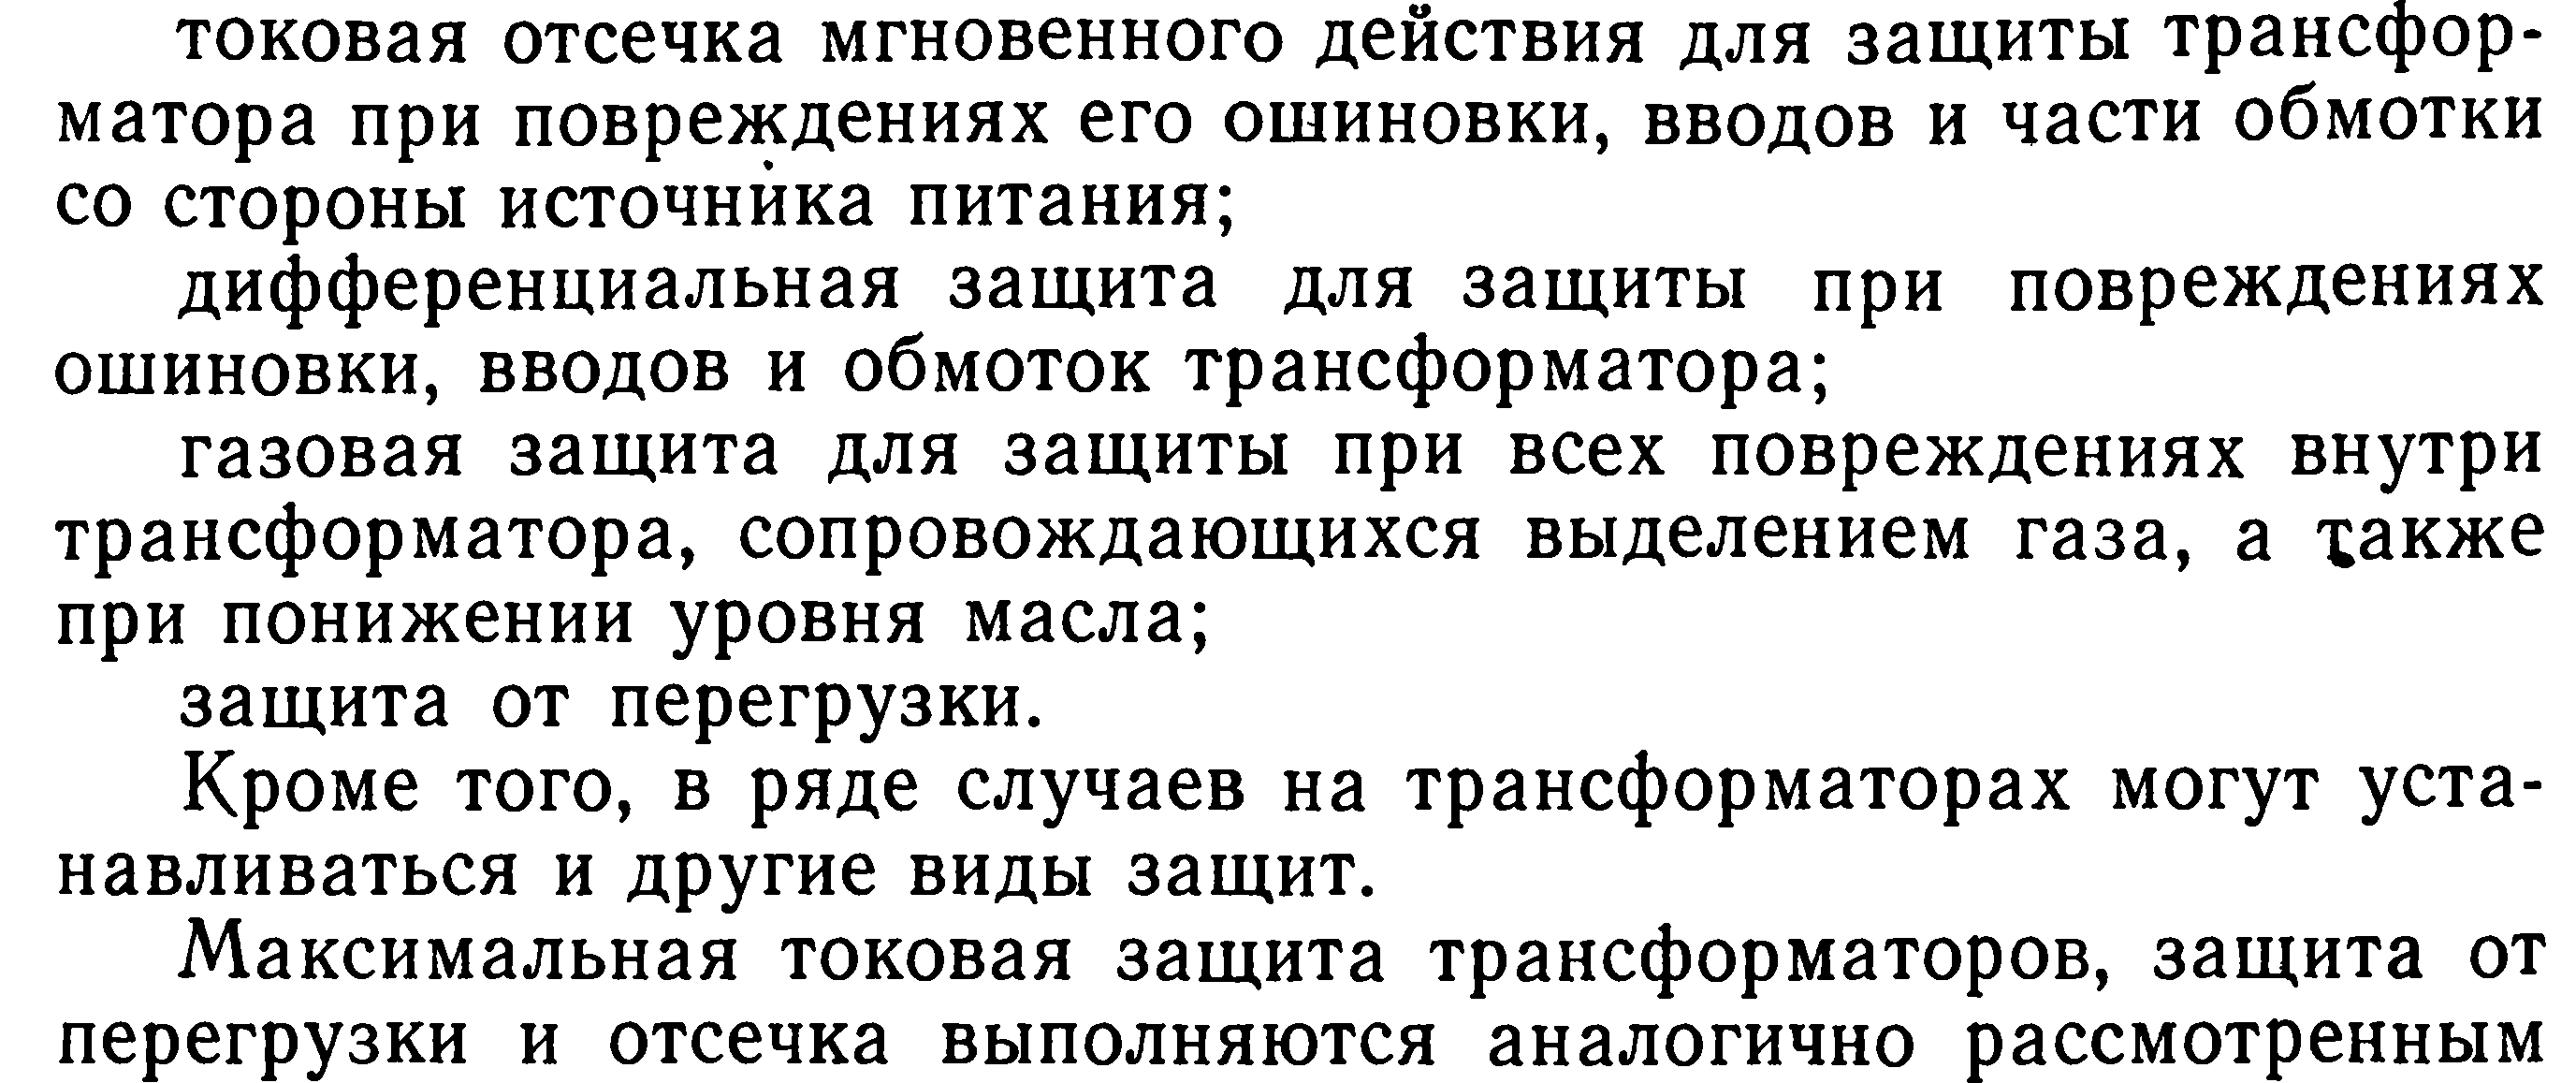 токовая отсечка мгновенного действия для защиты трансфор-
матора при повреждениях его ошиновки, вводов и части обмотки
со стороны источника питания;
дифференциальная защита для защиты при повреждениях
ошиновки, вводов и обмоток трансформатора;
газовая защита для защиты при всех повреждениях внутри
трансформатора, сопровождающихся выделением газа, а также
при понижении уровня масла;
защита от перегрузки.
Кроме того, в ряде случаев на трансформаторах могут уста-
навливаться и другие виды защит.
Максимальная токовая защита трансформаторов, защита от
перегрузки и отсечка выполняются аналогично рассмотренным